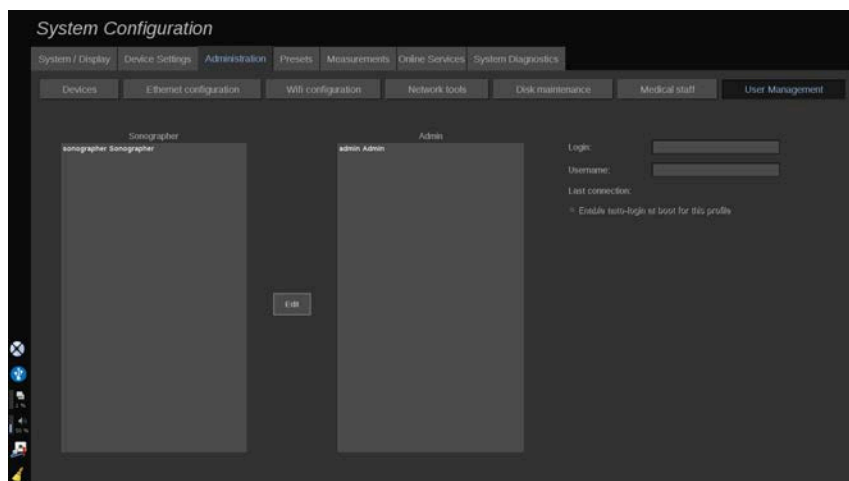 System Configuration
System / Display Device Settings Administration Presets Measurements Online Services System Diagnostics
Devices Ethernet configuration Wifi configuration Network tools Disk maintenance Medical staff User Management
Sonographer Admin
sonographer Sonographer admin Admin
Login:
Username:
Last connection:
Enable auto-login at boot for this profile
Edit